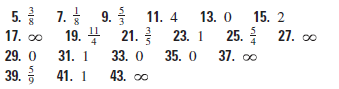 5. 3/8 7. 1/8 9. 5/3 11. 4 13. 0 15. 2
17. ∞ 19. 11/4 21. 3/5 23. 1 25. 5/4 27. ∞
29. 0 31. 1 33. 0 35. 0 37. ∞
39. 5/9 41. 1 43. ∞